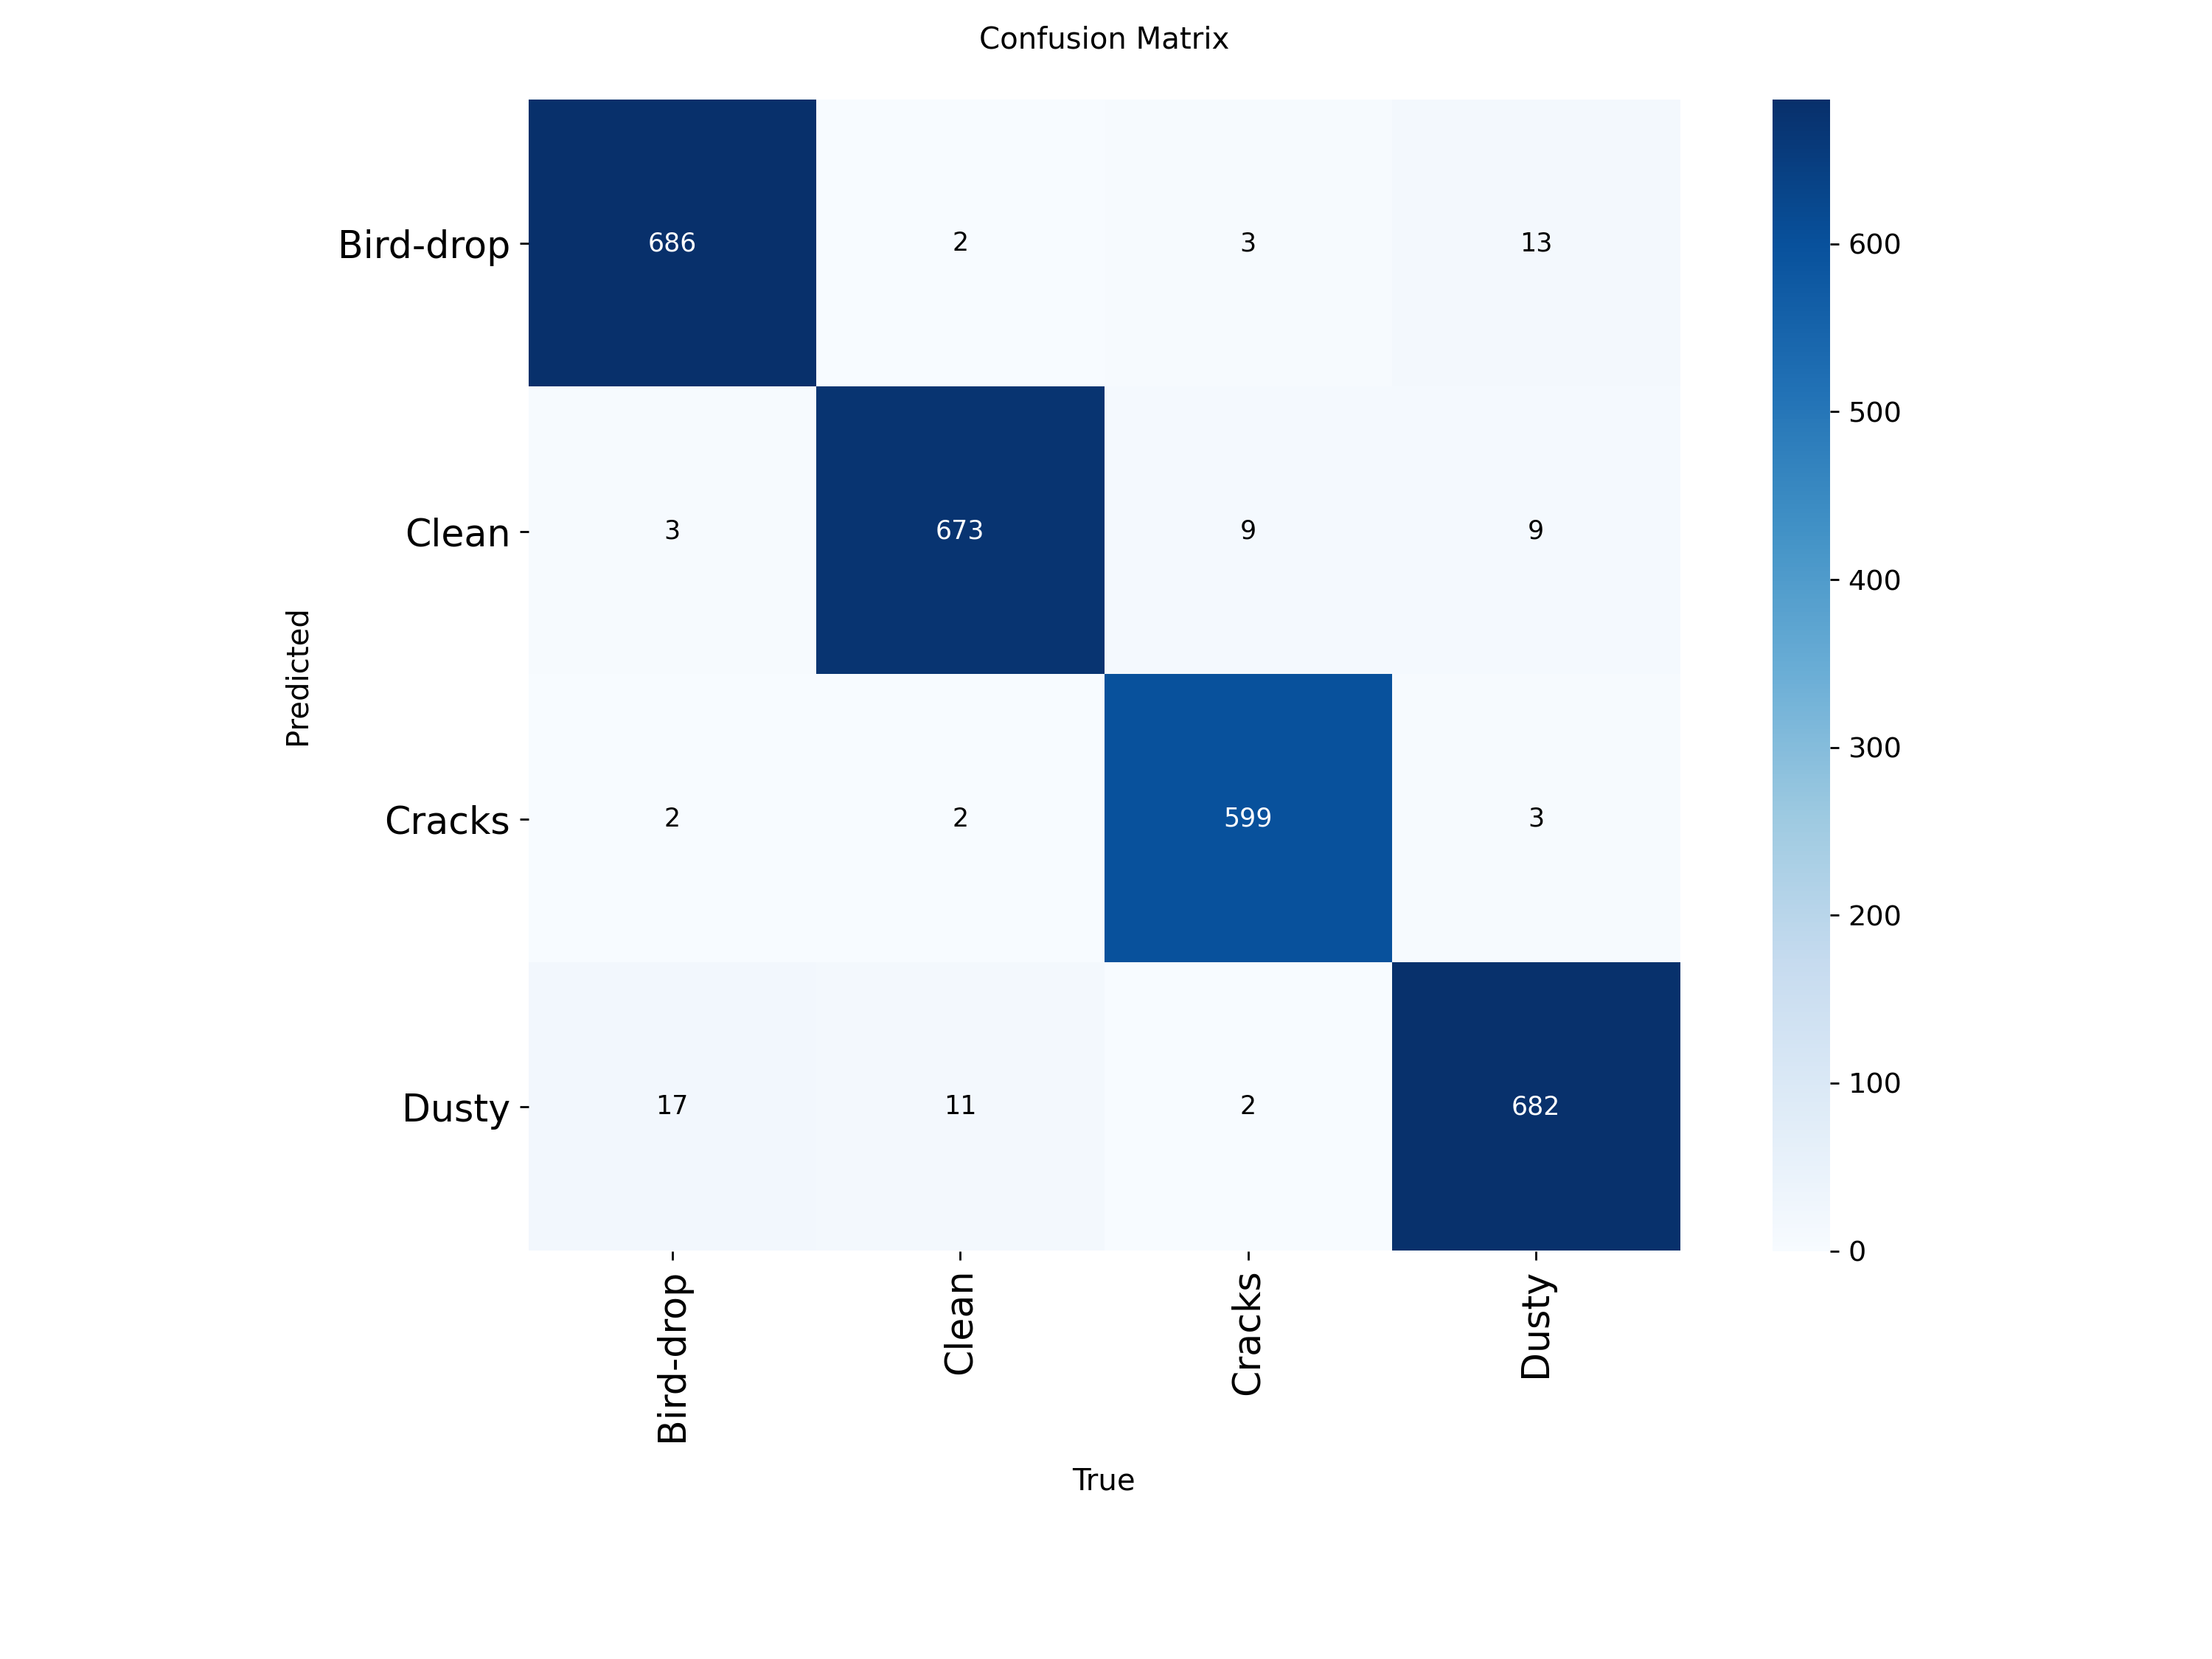 Confusion Matrix
Bird-drop 686 2 3 13
Clean 3 673 9 9
Cracks 2 2 599 3
Dusty 17 11 2 682
Predicted
Bird-drop Clean Cracks Dusty
True
600
500
400
300
200
100
0